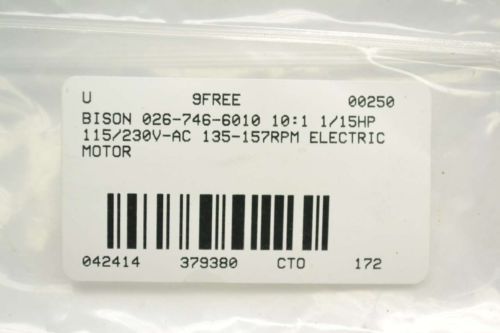 U 9FREE 00250
BISON 026-746-6010 10:1 1/15HP
115/230V-AC 135-157RPM ELECTRIC
MOTOR
042414 379380 CTO 172